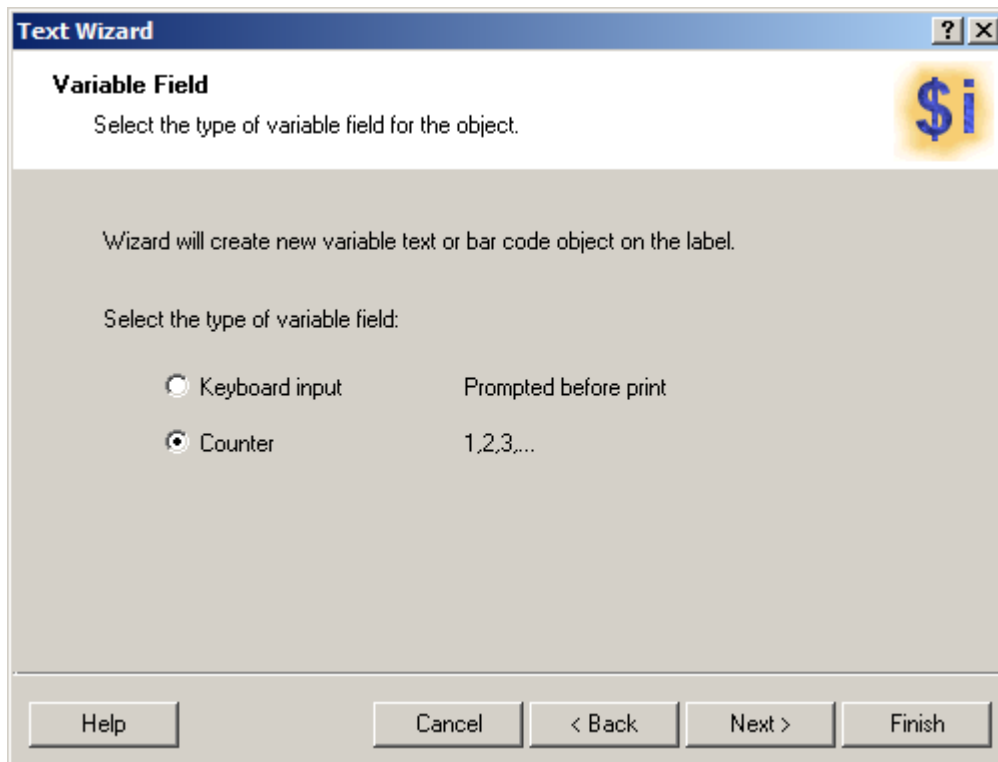 Text Wizard
Variable Field
Select the type of variable field for the object.
$i
Wizard will create new variable text or bar code object on the label.
Select the type of variable field:
Keyboard input Prompted before print
Counter 1,2,3,...
Help Cancel < Back Next > Finish